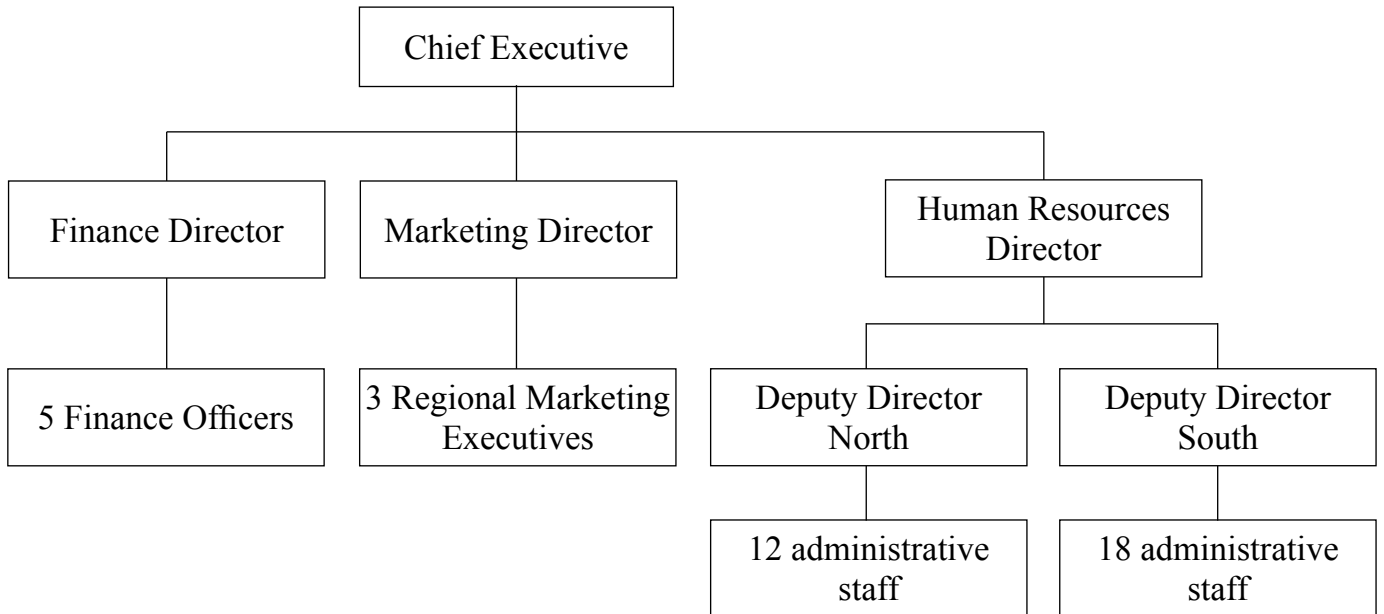 Chief Executive
Finance Director
Marketing Director
Human Resources
Director
5 Finance Officers
3 Regional Marketing
Executives
Deputy Director
North
Deputy Director
South
12 administrative
staff
18 administrative
staff